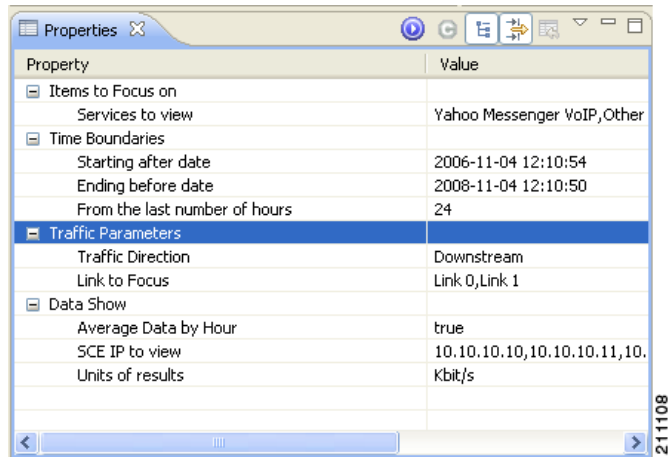 Properties
Property Value
Items to Focus on
Services to view Yahoo Messenger VoIP,Other
Time Boundaries
Starting after date 2006-11-04 12:10:54
Ending before date 2008-11-04 12:10:50
From the last number of hours 24
Traffic Parameters
Traffic Direction Downstream
Link to Focus Link 0,Link 1
Data Show
Average Data by Hour true
SCE IP to view 10.10.10.10,10.10.10.11,10.
Units of results Kbit/s
211108